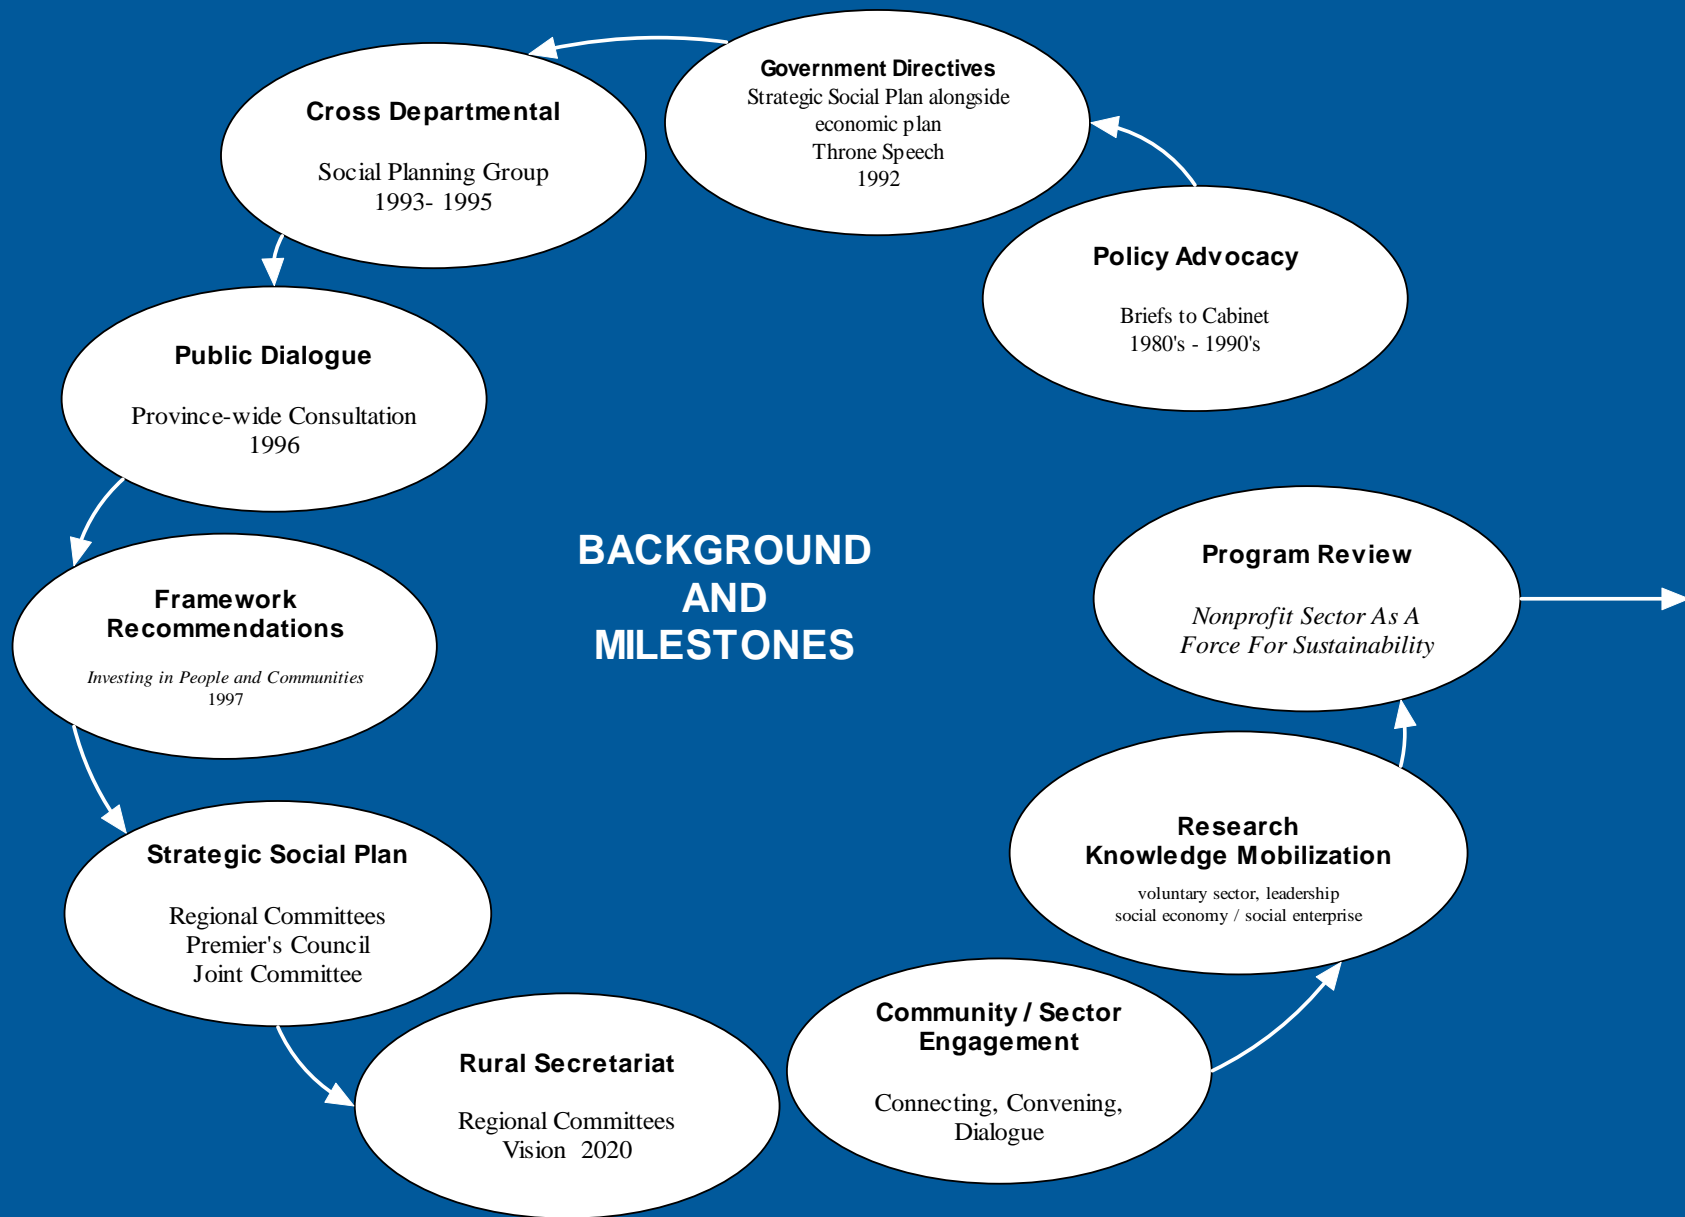 BACKGROUND
AND
MILESTONES
Policy Advocacy
Briefs to Cabinet
1980's - 1990's
Government Directives
Strategic Social Plan alongside
economic plan
Throne Speech
1992
Cross Departmental
Social Planning Group
1993- 1995
Public Dialogue
Province-wide Consultation
1996
Framework
Recommendations
Investing in People and Communities
1997
Strategic Social Plan
Regional Committees
Premier's Council
Joint Committee
Rural Secretariat
Regional Committees
Vision 2020
Community / Sector
Engagement
Connecting, Convening,
Dialogue
Research
Knowledge Mobilization
voluntary sector, leadership
social economy / social enterprise
Program Review
Nonprofit Sector As A
Force For Sustainability